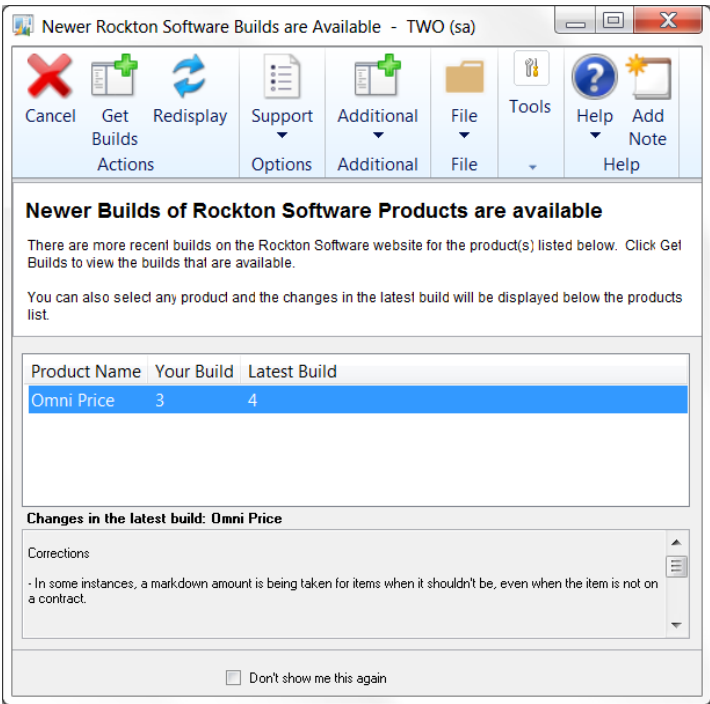 Newer Rockton Software Builds are Available  -  TWO (sa)
Cancel
Get
Builds
Redisplay
Actions
Support
Options
Additional
Additional
File
File
Tools
Help
Add
Note
Help
Newer Builds of Rockton Software Products are available
There are more recent builds on the Rockton Software website for the product(s) listed below.  Click Get
Builds to view the builds that are available.
You can also select any product and the changes in the latest build will be displayed below the products
list.
Product Name  Your Build  Latest Build
Omni Price  3  4
Changes in the latest build: Omni Price
Corrections
- In some instances, a markdown amount is being taken for items when it shouldn't be, even when the item is not on
a contract.
Don't show me this again